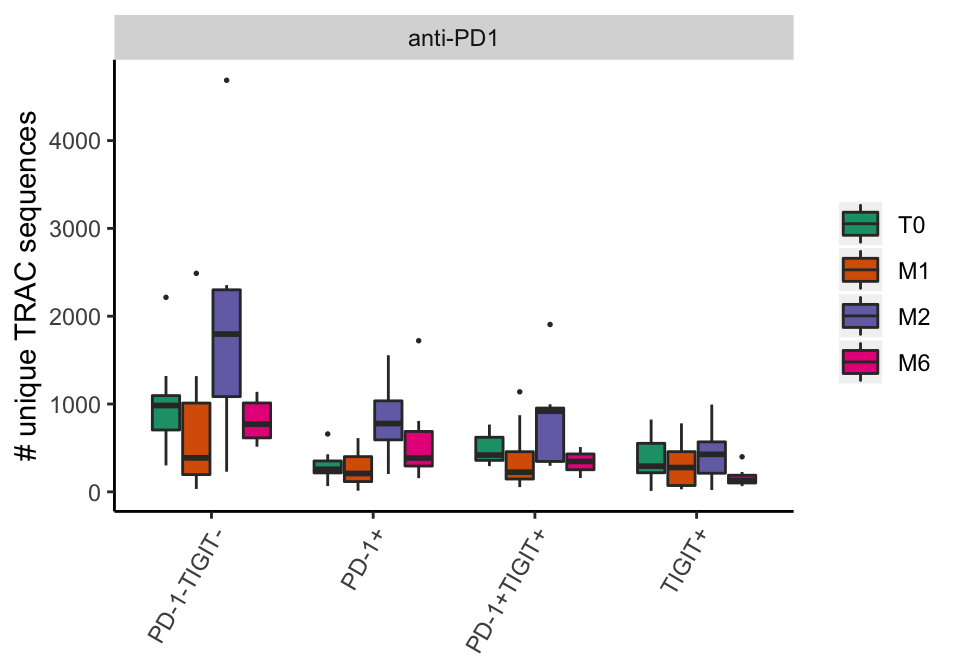 anti-PD1
# unique TRAC sequences
4000
3000
2000
1000
0
PD-1-TIGIT-
PD-1+
PD-1+TIGIT+
TIGIT+
T0
M1
M2
M6